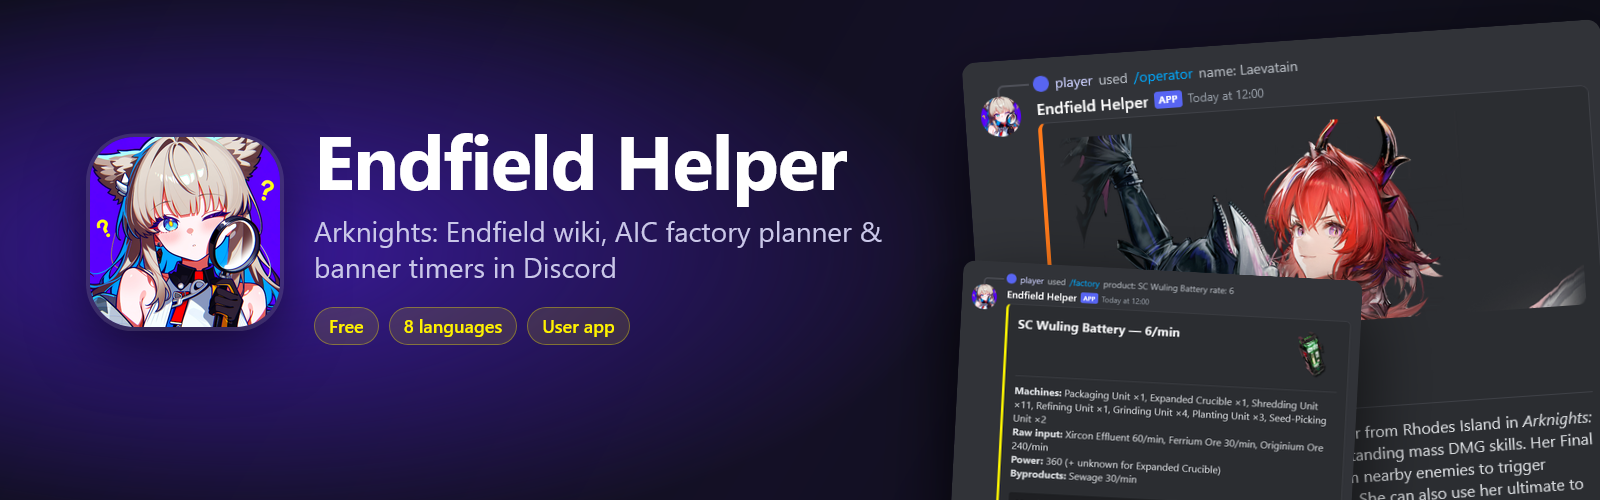 Endfield Helper
Arknights: Endfield wiki, AIC factory planner &
banner timers in Discord
Free
8 languages
User app
player used /operator name: Laevatain
Endfield Helper APP Today at 12:00
player used /factory product: SC Wuling Battery rate: 6
Endfield Helper APP Today at 12:00
SC Wuling Battery — 6/min
Machines: Packaging Unit ×1, Expanded Crucible ×1, Shredding Unit
×11, Refining Unit ×1, Grinding Unit ×4, Planting Unit ×3, Seed-Picking
Unit ×2
Raw input: Xircon Effluent 60/min, Ferrium Ore 30/min, Originium Ore
240/min
Power: 360 (+ unknown for Expanded Crucible)
Byproducts: Sewage 30/min
r from Rhodes Island in Arknights:
tanding mass DMG skills. Her Final
nearby enemies to trigger
She can also use her ultimate to
? ?